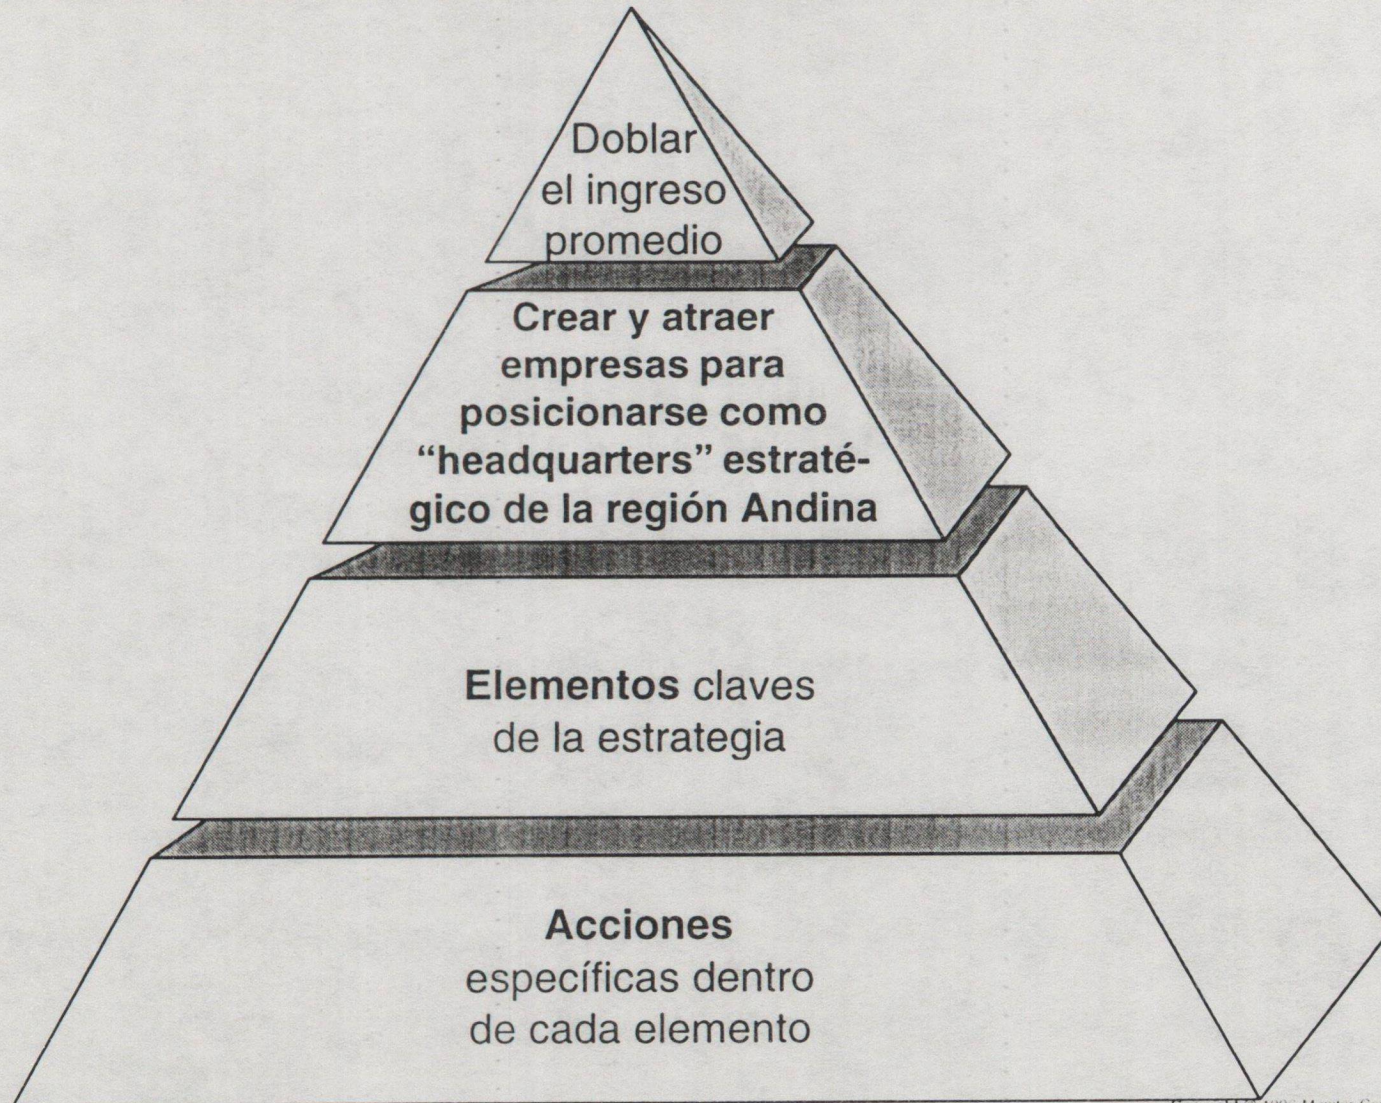 Doblar
el ingreso
promedio
Crear y atraer
empresas para
posicionarse como
“headquarters” estraté-
gico de la región Andina
Elementos claves
de la estrategia
Acciones
específicas dentro
de cada elemento